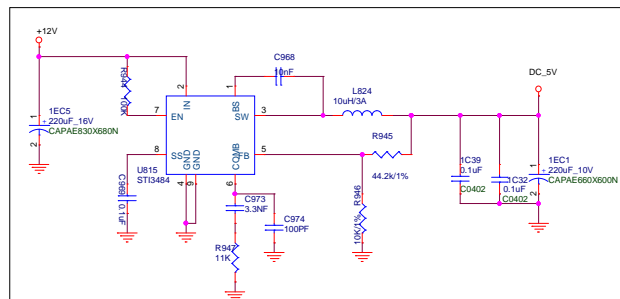 +12V
C968
10nF
DC_5V
R944
100K
L824
10uH/3A
2
IN
1
BS
7
EN
SW
3
1EC5
1
+
220uF_16V
CAPAE830X680N
2
R945
44.2k/1%
8
SS
GND
GND
COMB
FB
5
U815
STI3484
4
9
6
1C39
0.1uF
C0402
1C32
0.1uF
C0402
1EC1
1
+
220uF_10V
CAPAE660X600N
2
C969
0.1uF
C973
3.3NF
C974
100PF
R946
10K/1%
R947
11K